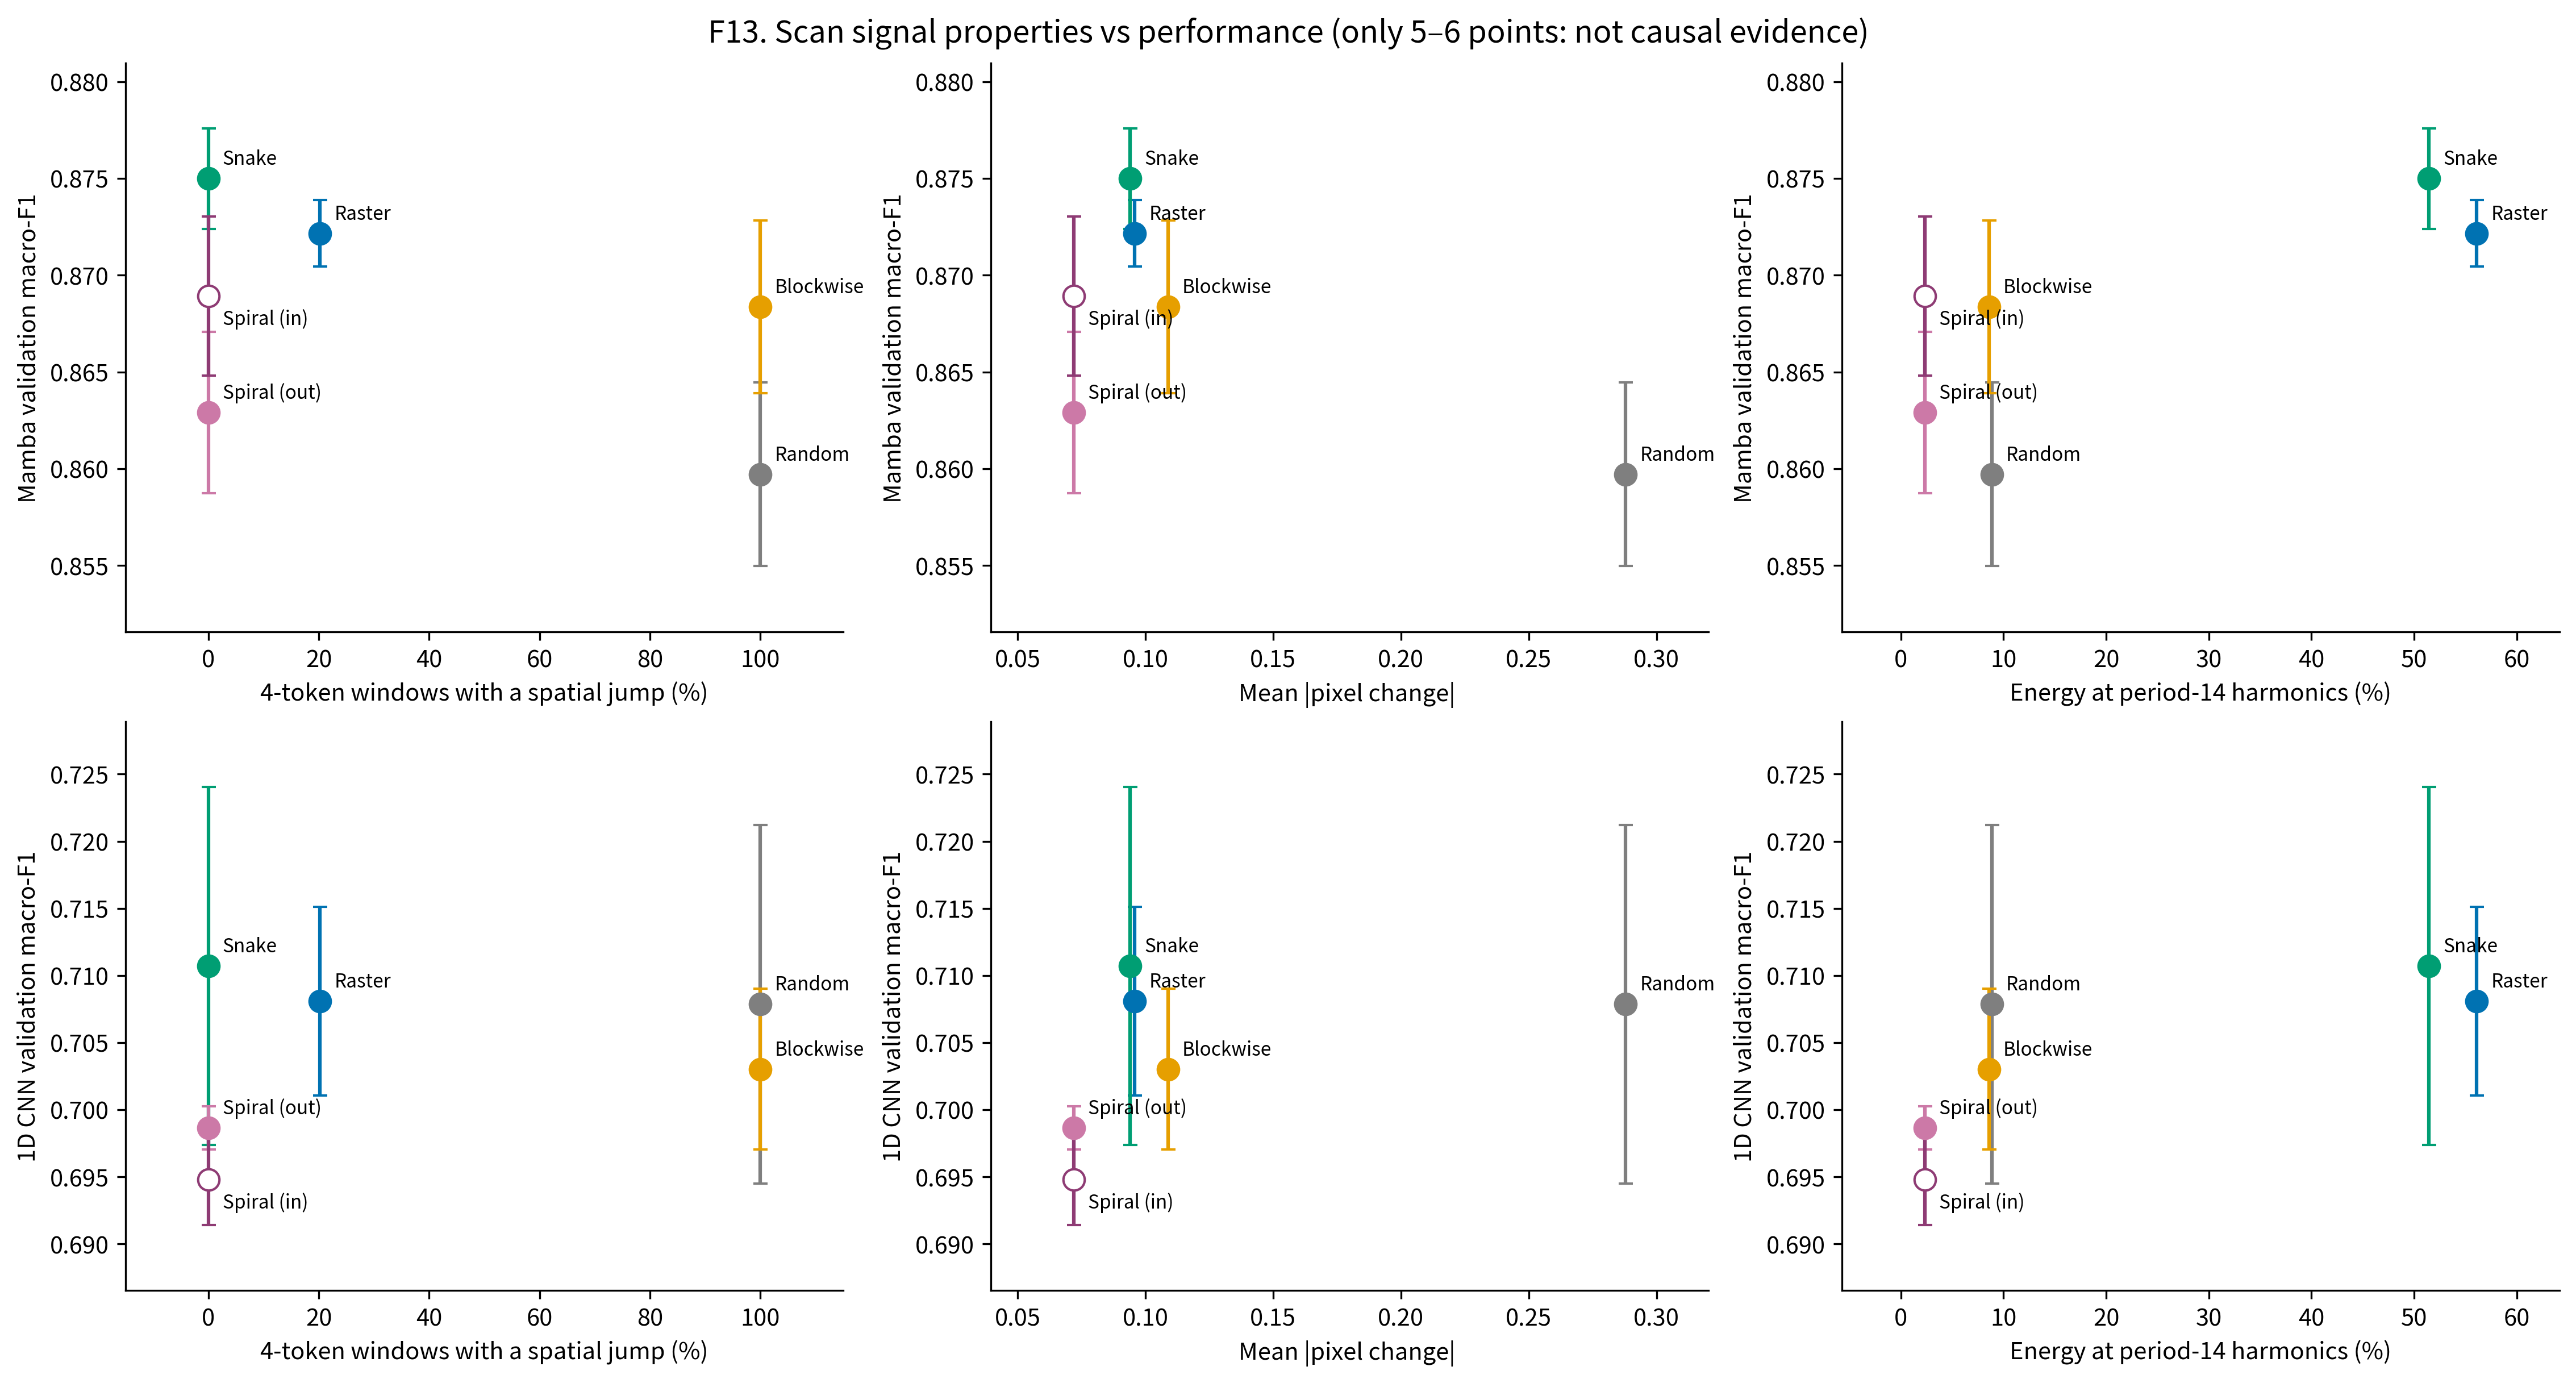 F13. Scan signal properties vs performance (only 5–6 points: not causal evidence)
Mamba validation macro-F1
0.880
0.875
0.870
0.865
0.860
0.855
Snake
Raster
Spiral (in)
Blockwise
Spiral (out)
Random
0 20 40 60 80 100
4-token windows with a spatial jump (%)
Mamba validation macro-F1
0.880
0.875
0.870
0.865
0.860
0.855
Snake
Raster
Blockwise
Spiral (in)
Spiral (out)
Random
0.05 0.10 0.15 0.20 0.25 0.30
Mean |pixel change|
Mamba validation macro-F1
0.880
0.875
0.870
0.865
0.860
0.855
Snake
Raster
Blockwise
Spiral (in)
Spiral (out)
Random
0 10 20 30 40 50 60
Energy at period-14 harmonics (%)
1D CNN validation macro-F1
0.725
0.720
0.715
0.710
0.705
0.700
0.695
0.690
Snake
Raster
Random
Blockwise
Spiral (out)
Spiral (in)
0 20 40 60 80 100
4-token windows with a spatial jump (%)
1D CNN validation macro-F1
0.725
0.720
0.715
0.710
0.705
0.700
0.695
0.690
Snake
Raster
Random
Blockwise
Spiral (out)
Spiral (in)
0.05 0.10 0.15 0.20 0.25 0.30
Mean |pixel change|
1D CNN validation macro-F1
0.725
0.720
0.715
0.710
0.705
0.700
0.695
0.690
Snake
Raster
Random
Blockwise
Spiral (out)
Spiral (in)
0 10 20 30 40 50 60
Energy at period-14 harmonics (%)